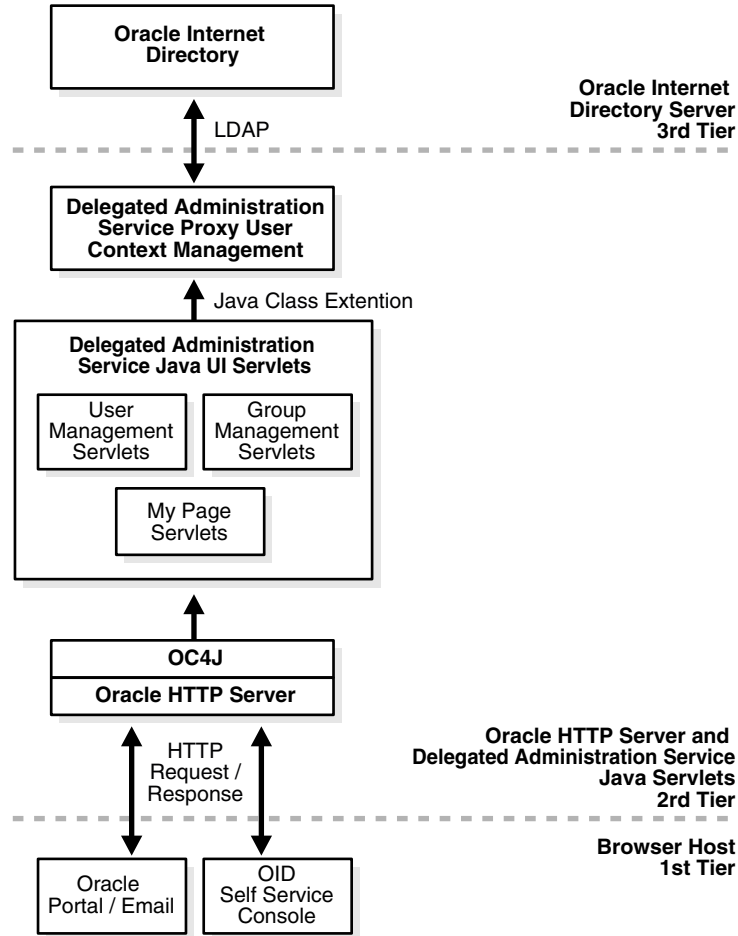 Oracle Internet
Directory
Oracle Internet
Directory Server
3rd Tier
LDAP
Delegated Administration
Service Proxy User
Context Management
Java Class Extention
Delegated Administration
Service Java UI Servlets
User
Management
Servlets
Group
Management
Servlets
My Page
Servlets
OC4J
Oracle HTTP Server
HTTP
Request /
Response
Oracle HTTP Server and
Delegated Administration Service
Java Servlets
2rd Tier
Browser Host
1st Tier
Oracle
Portal / Email
OID
Self Service
Console